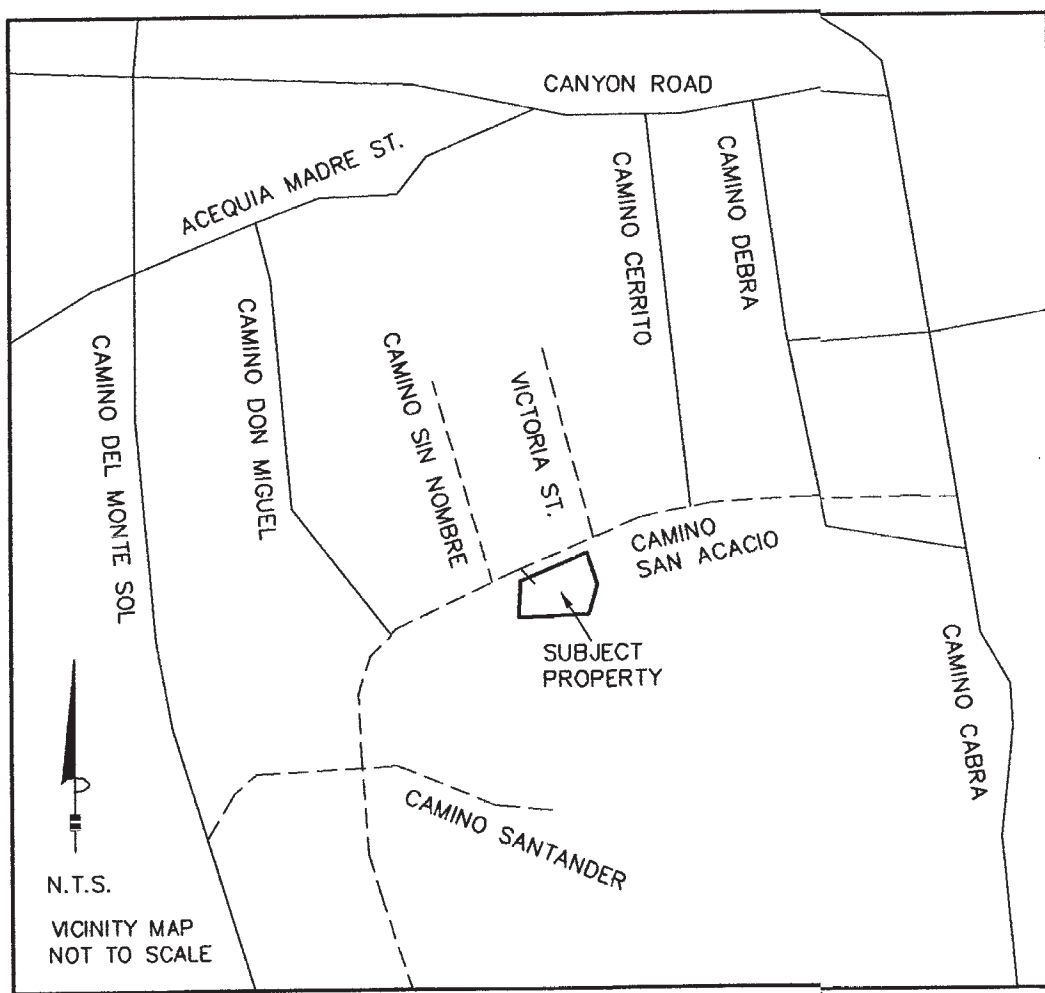 CANYON ROAD
ACEQUIA MADRE ST.
CAMINO CERRITO
CAMINO DEBRA
CAMINO DEL MONTE SOL
CAMINO DON MIGUEL
CAMINO SIN NOMBRE
VICTORIA ST.
CAMINO
SAN ACACIO
SUBJECT
PROPERTY
CAMINO CABRA
CAMINO SANTANDER
N.T.S.
VICINITY MAP
NOT TO SCALE